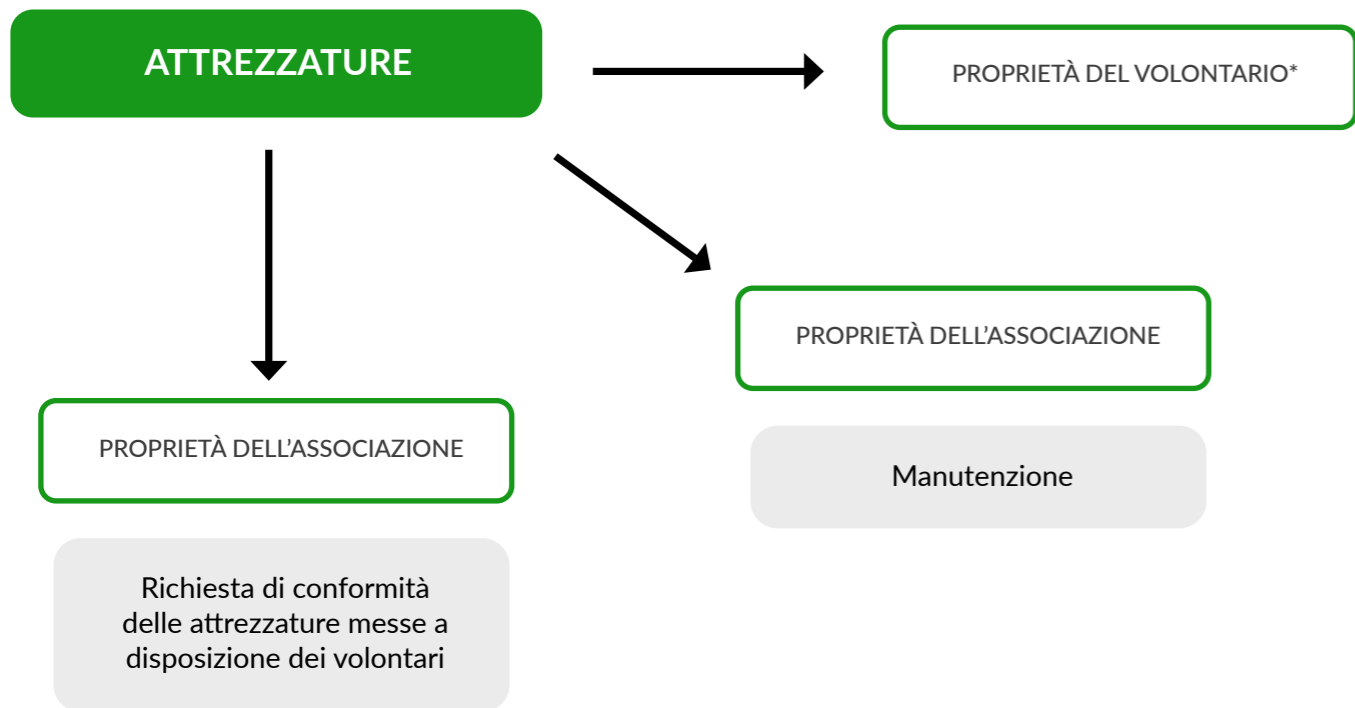 ATTREZZATURE
PROPRIETÀ DEL VOLONTARIO*
PROPRIETÀ DELL'ASSOCIAZIONE
Manutenzione
PROPRIETÀ DELL'ASSOCIAZIONE
Richiesta di conformità
delle attrezzature messe a
disposizione dei volontari